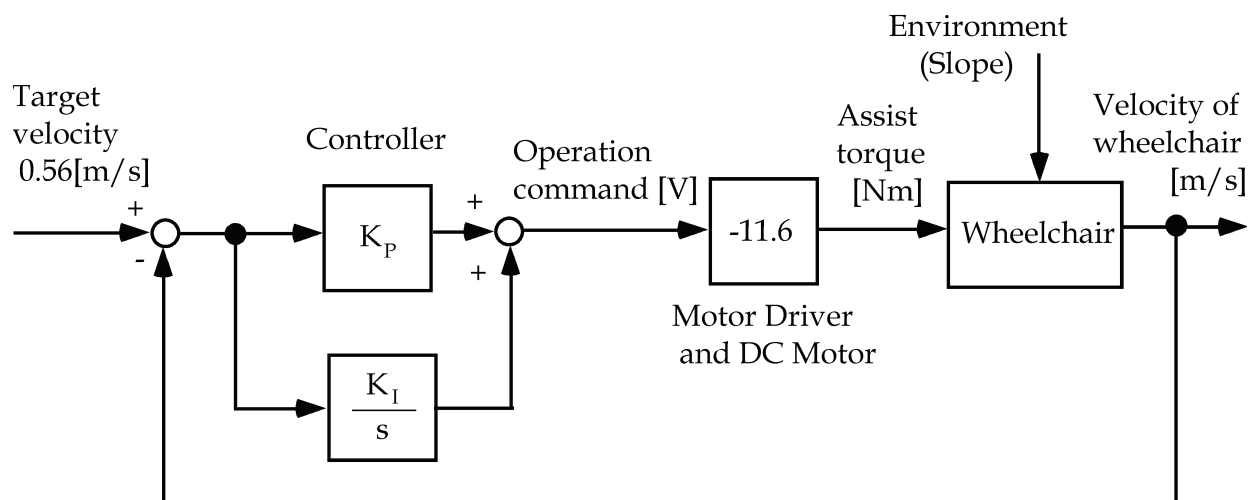 Environment
(Slope)
Target
velocity
0.56[m/s]
Controller
Operation
command [V]
Assist
torque
[Nm]
Velocity of
wheelchair
[m/s]
+
-
K_P
+
+
-11.6
Wheelchair
Motor Driver
and DC Motor
K_I
s